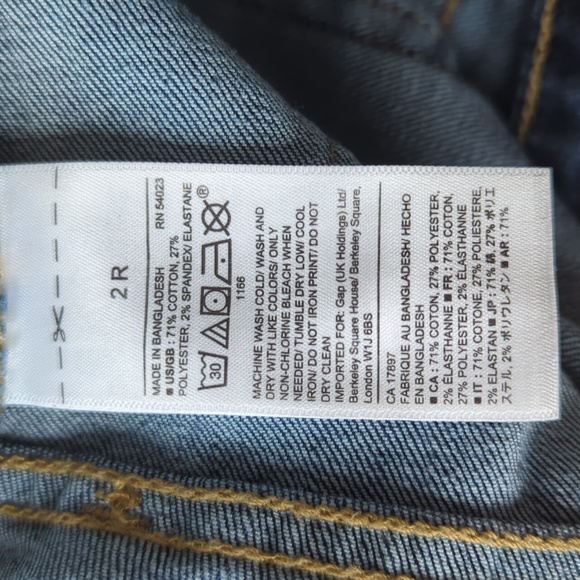 2 R
MADE IN BANGLADESH RN 54023
■ US/GB : 71% COTTON, 27%
POLYESTER, 2% SPANDEX/ ELASTANE
30
®
1166
MACHINE WASH COLD/ WASH AND
DRY WITH LIKE COLORS/ ONLY
NON-CHLORINE BLEACH WHEN
NEEDED/ TUMBLE DRY LOW/ COOL
IRON/ DO NOT IRON PRINT/ DO NOT
DRY CLEAN
IMPORTED FOR: Gap (UK Holdings) Ltd/
Berkeley Square House/ Berkeley Square,
London W1J 6BS
CA 17897
FABRIQUE AU BANGLADESH/ HECHO
EN BANGLADESH
■ CA : 71% COTON, 27% POLYESTER,
2% ÉLASTHANNE ■ FR : 71% COTON,
27% POLYESTER, 2% ÉLASTHANNE
■ IT : 71% COTONE, 27% POLIESTERE,
2% ELASTAN ■ JP : 71% 綿, 27% ポリエ
ステル, 2% ポリウレタン ■ AR : 71%